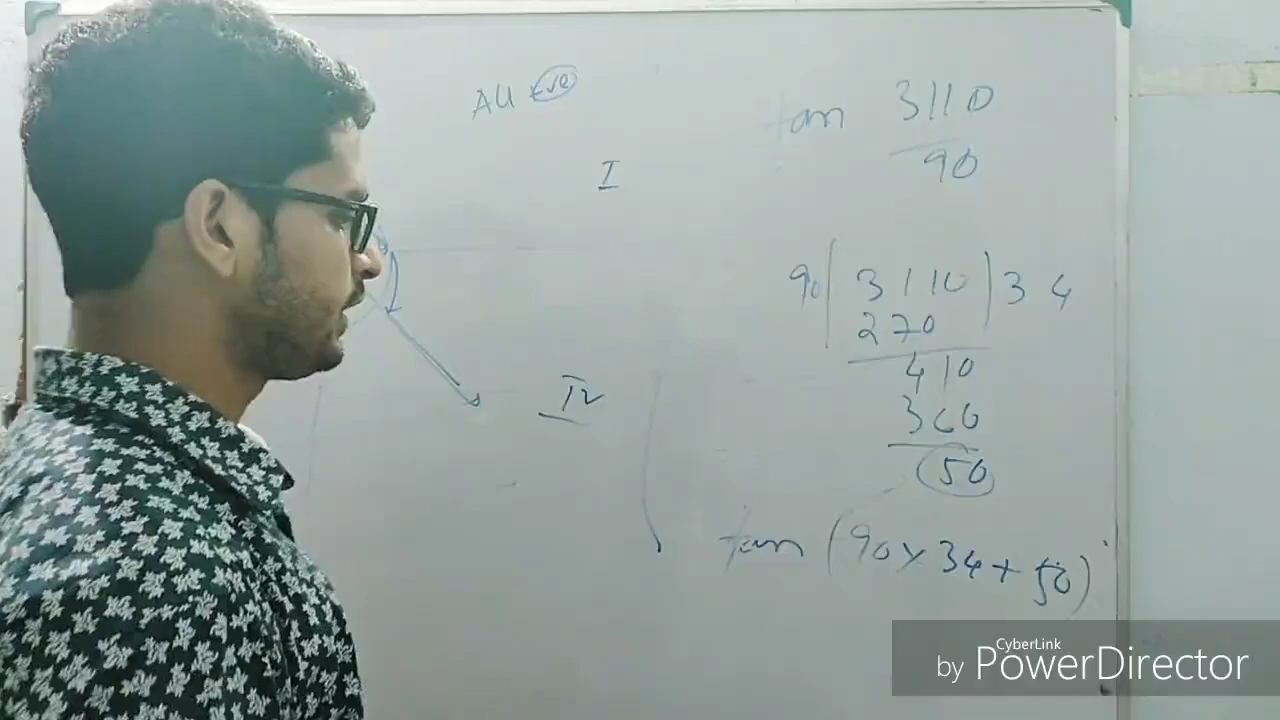 All +ve
I
IV
tan 3110
90
90 ) 3110 ( 34
270
410
360
50
tan (90 × 34 + 50)
CyberLink
by PowerDirector